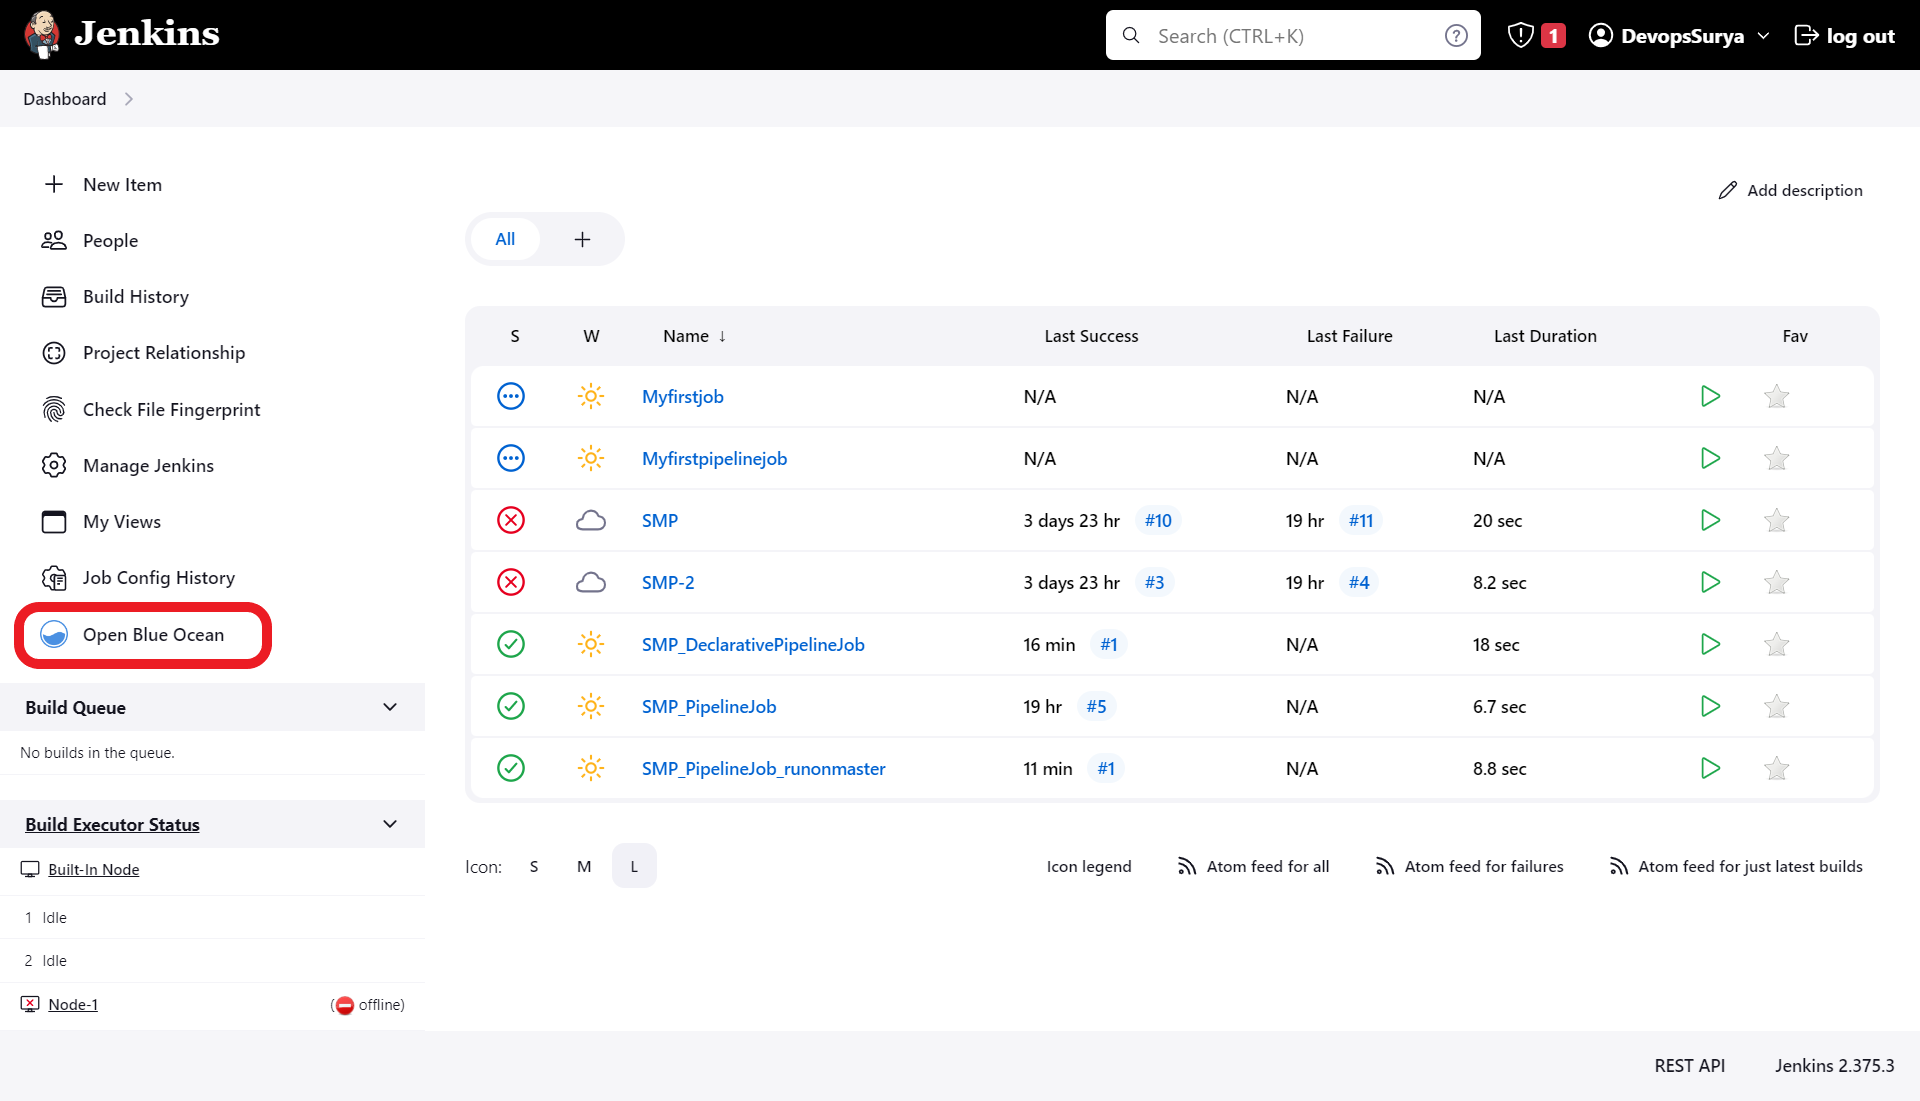 Jenkins
Search (CTRL+K)
1
DevopsSurya
log out
Dashboard
New Item
People
Build History
Project Relationship
Check File Fingerprint
Manage Jenkins
My Views
Job Config History
Open Blue Ocean
Build Queue
No builds in the queue.
Build Executor Status
Built-In Node
1 Idle
2 Idle
Node-1 (offline)
Add description
All +
S W Name ↓ Last Success Last Failure Last Duration Fav
Myfirstjob N/A N/A N/A
Myfirstpipelinejob N/A N/A N/A
SMP 3 days 23 hr #10 19 hr #11 20 sec
SMP-2 3 days 23 hr #3 19 hr #4 8.2 sec
SMP_DeclarativePipelineJob 16 min #1 N/A 18 sec
SMP_PipelineJob 19 hr #5 N/A 6.7 sec
SMP_PipelineJob_runonmaster 11 min #1 N/A 8.8 sec
Icon: S M L Icon legend Atom feed for all Atom feed for failures Atom feed for just latest builds
REST API Jenkins 2.375.3